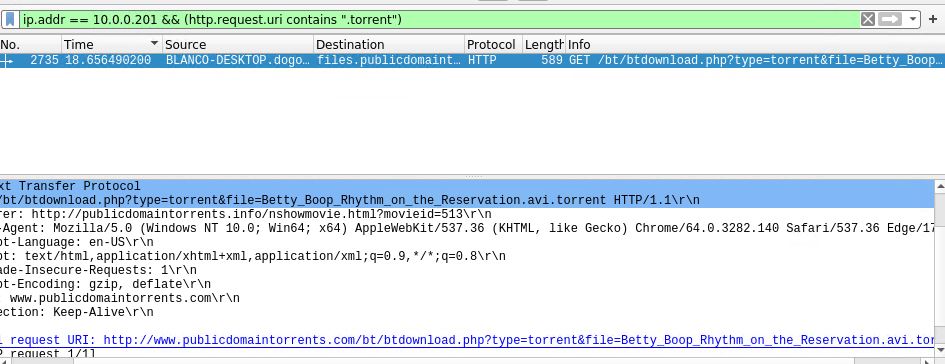 ip.addr == 10.0.0.201 && (http.request.uri contains ".torrent")
No. Time Source Destination Protocol Length Info
2735 18.656490200 BLANCO-DESKTOP.dogo… files.publicdomaint… HTTP 589 GET /bt/btdownload.php?type=torrent&file=Betty_Boop…
xt Transfer Protocol
/bt/btdownload.php?type=torrent&file=Betty_Boop_Rhythm_on_the_Reservation.avi.torrent HTTP/1.1\r\n
rer: http://publicdomaintorrents.info/nshowmovie.html?movieid=513\r\n
-Agent: Mozilla/5.0 (Windows NT 10.0; Win64; x64) AppleWebKit/537.36 (KHTML, like Gecko) Chrome/64.0.3282.140 Safari/537.36 Edge/17
pt-Language: en-US\r\n
pt: text/html,application/xhtml+xml,application/xml;q=0.9,*/*;q=0.8\r\n
ade-Insecure-Requests: 1\r\n
pt-Encoding: gzip, deflate\r\n
: www.publicdomaintorrents.com\r\n
ection: Keep-Alive\r\n
l request URI: http://www.publicdomaintorrents.com/bt/btdownload.php?type=torrent&file=Betty_Boop_Rhythm_on_the_Reservation.avi.tor
P request 1/1]